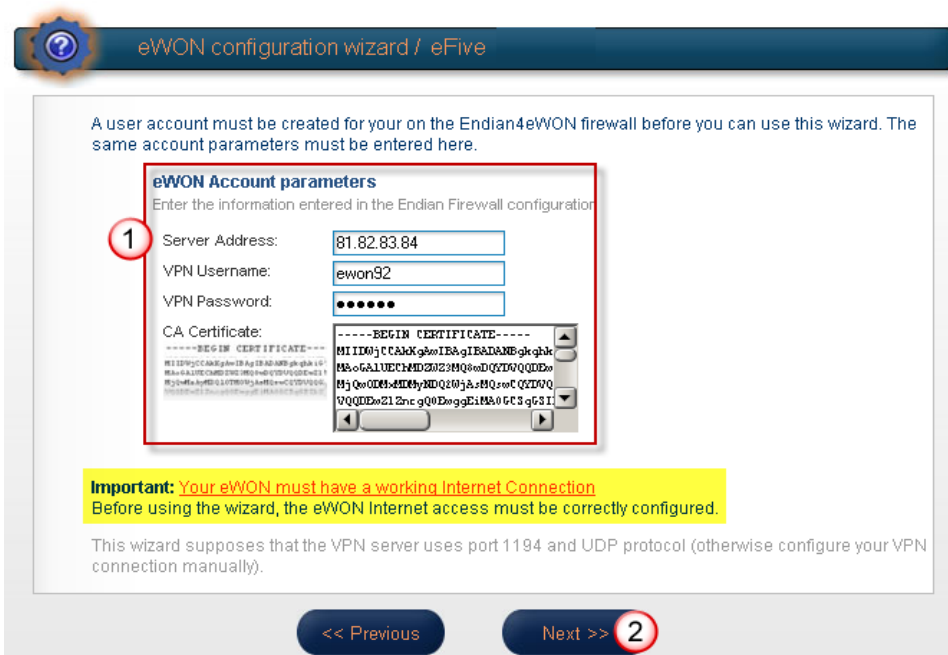 eWON configuration wizard / eFive
A user account must be created for your on the Endian4eWON firewall before you can use this wizard. The
same account parameters must be entered here.
eWON Account parameters
Enter the information entered in the Endian Firewall configuration
1
Server Address: 81.82.83.84
VPN Username: ewon92
VPN Password: ●●●●●●
CA Certificate:
-----BEGIN CERTIFICATE---
-----BEGIN CERTIFICATE-----
Important: Your eWON must have a working Internet Connection
Before using the wizard, the eWON Internet access must be correctly configured.
This wizard supposes that the VPN server uses port 1194 and UDP protocol (otherwise configure your VPN
connection manually).
<< Previous
Next >> 2